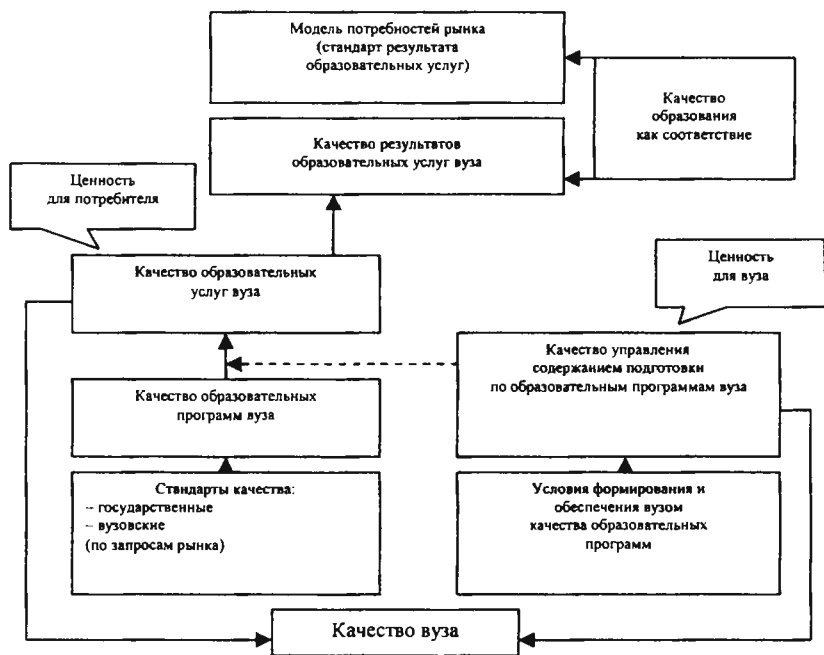 Модель потребностей рынка
(стандарт результата
образовательных услуг)
Качество
образования
как соответствие
Качество результатов
образовательных услуг вуза
Ценность
для потребителя
Качество образовательных
услуг вуза
Ценность
для вуза
Качество управления
содержанием подготовки
по образовательным программам вуза
Качество образовательных
программ вуза
Стандарты качества:
– государственные
– вузовские
(по запросам рынка)
Условия формирования и
обеспечения вузом
качества образовательных
программ
Качество вуза